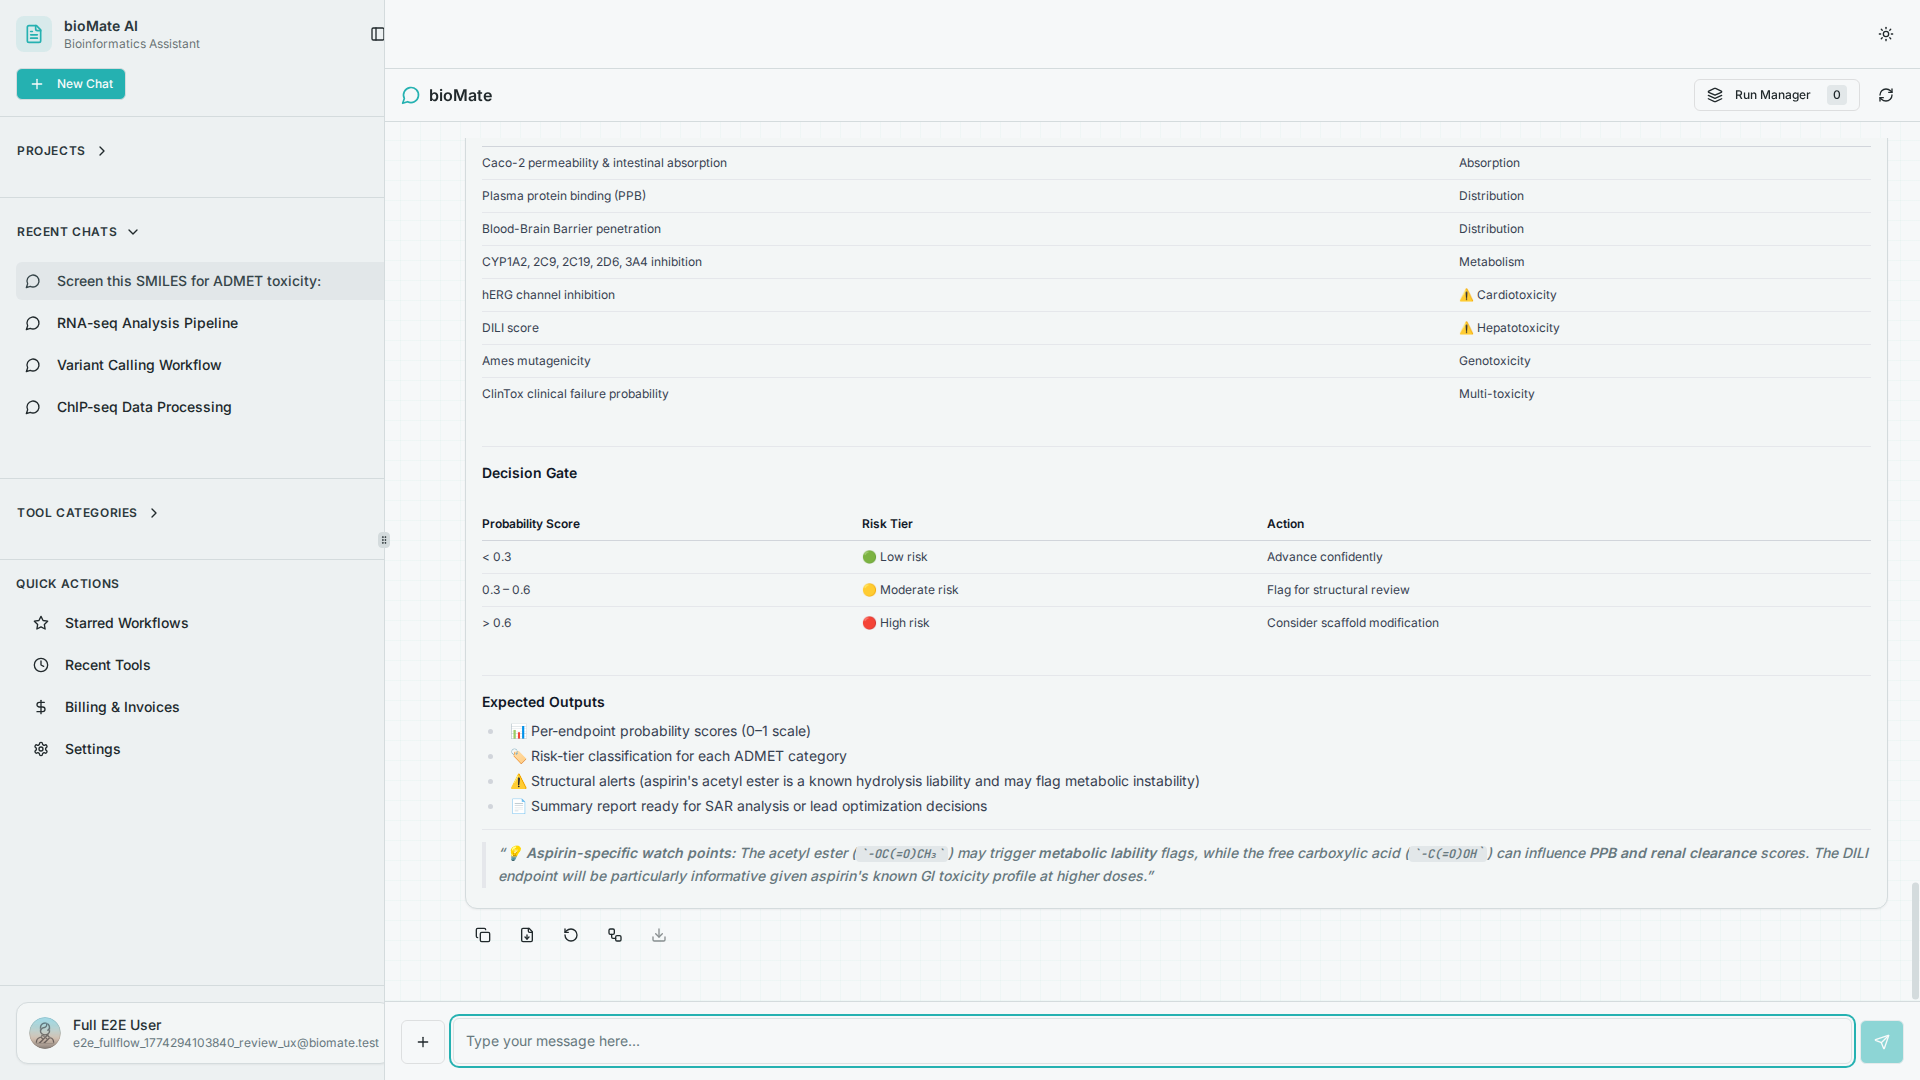 bioMate AI
Bioinformatics Assistant
New Chat
PROJECTS
RECENT CHATS
Screen this SMILES for ADMET toxicity:
RNA-seq Analysis Pipeline
Variant Calling Workflow
ChIP-seq Data Processing
TOOL CATEGORIES
QUICK ACTIONS
Starred Workflows
Recent Tools
Billing & Invoices
Settings
Full E2E User
e2e_fullflow_1774294103840_review_ux@biomate.test
bioMate
Run Manager 0
Caco-2 permeability & intestinal absorption Absorption
Plasma protein binding (PPB) Distribution
Blood-Brain Barrier penetration Distribution
CYP1A2, 2C9, 2C19, 2D6, 3A4 inhibition Metabolism
hERG channel inhibition ⚠️ Cardiotoxicity
DILI score ⚠️ Hepatotoxicity
Ames mutagenicity Genotoxicity
ClinTox clinical failure probability Multi-toxicity
Decision Gate
Probability Score Risk Tier Action
< 0.3 🟢 Low risk Advance confidently
0.3 – 0.6 🟡 Moderate risk Flag for structural review
> 0.6 🔴 High risk Consider scaffold modification
Expected Outputs
📊 Per-endpoint probability scores (0–1 scale)
🏷️ Risk-tier classification for each ADMET category
⚠️ Structural alerts (aspirin's acetyl ester is a known hydrolysis liability and may flag metabolic instability)
📄 Summary report ready for SAR analysis or lead optimization decisions
“💡 Aspirin-specific watch points: The acetyl ester (`-OC(=O)CH₃`) may trigger metabolic lability flags, while the free carboxylic acid (`-C(=O)OH`) can influence PPB and renal clearance scores. The DILI
endpoint will be particularly informative given aspirin's known GI toxicity profile at higher doses.”
Type your message here...